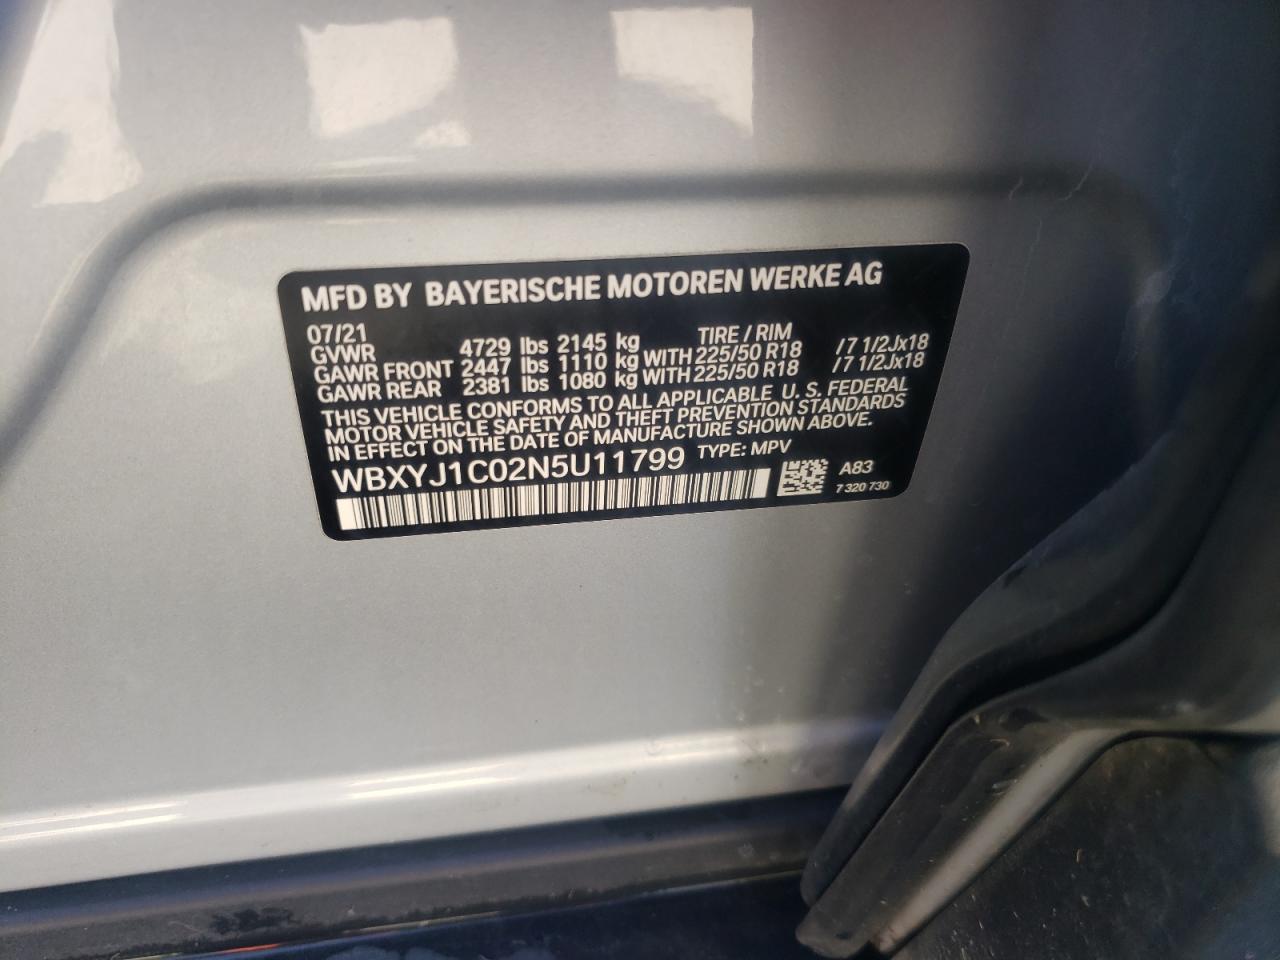 MFD BY BAYERISCHE MOTOREN WERKE AG
07/21 TIRE / RIM
GVWR 4729 lbs 2145 kg
GAWR FRONT 2447 lbs 1110 kg WITH 225/50 R18 /7 1/2Jx18
GAWR REAR 2381 lbs 1080 kg WITH 225/50 R18 /7 1/2Jx18
THIS VEHICLE CONFORMS TO ALL APPLICABLE U. S. FEDERAL
MOTOR VEHICLE SAFETY AND THEFT PREVENTION STANDARDS
IN EFFECT ON THE DATE OF MANUFACTURE SHOWN ABOVE.
WBXYJ1C02N5U11799 TYPE: MPV
A83
7 320 730